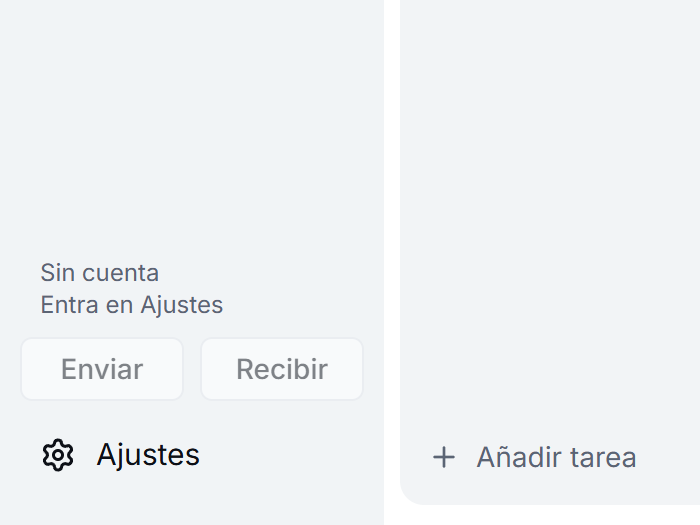 Sin cuenta
Entra en Ajustes
Enviar
Recibir
Ajustes
Añadir tarea